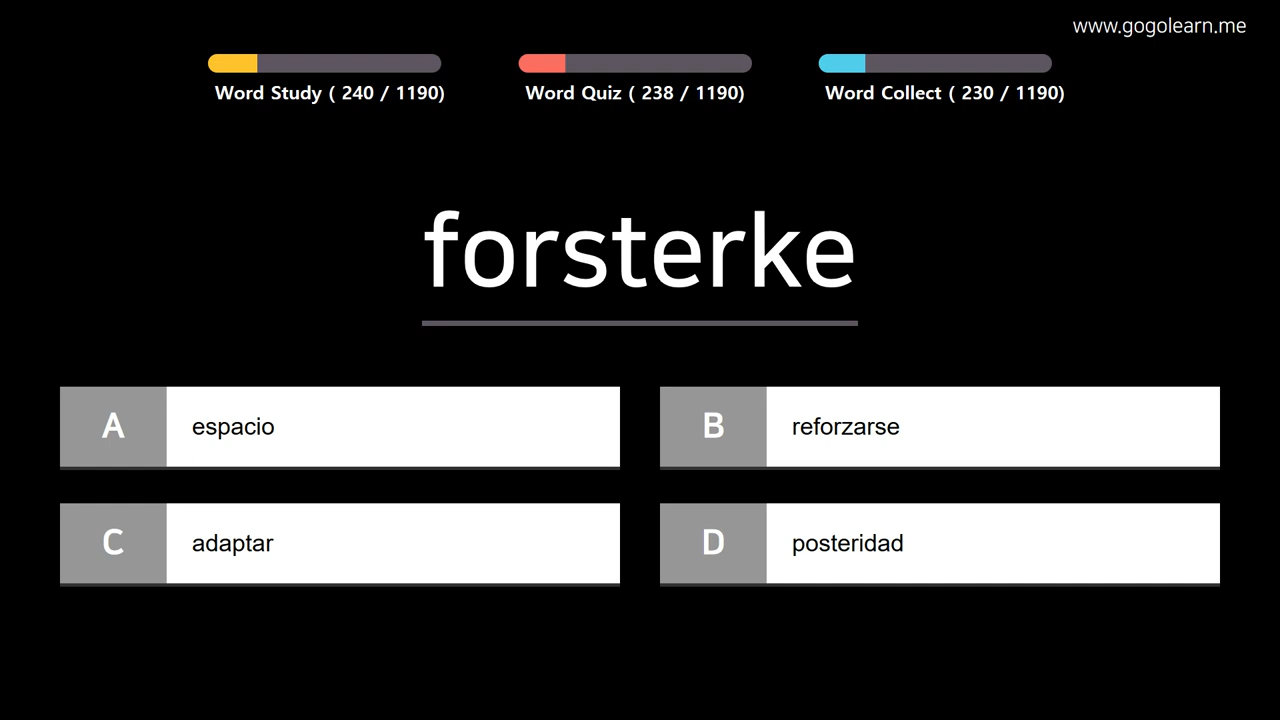 www.gogolearn.me
Word Study ( 240 / 1190)
Word Quiz ( 238 / 1190)
Word Collect ( 230 / 1190)
forsterke
A espacio
B reforzarse
C adaptar
D posteridad